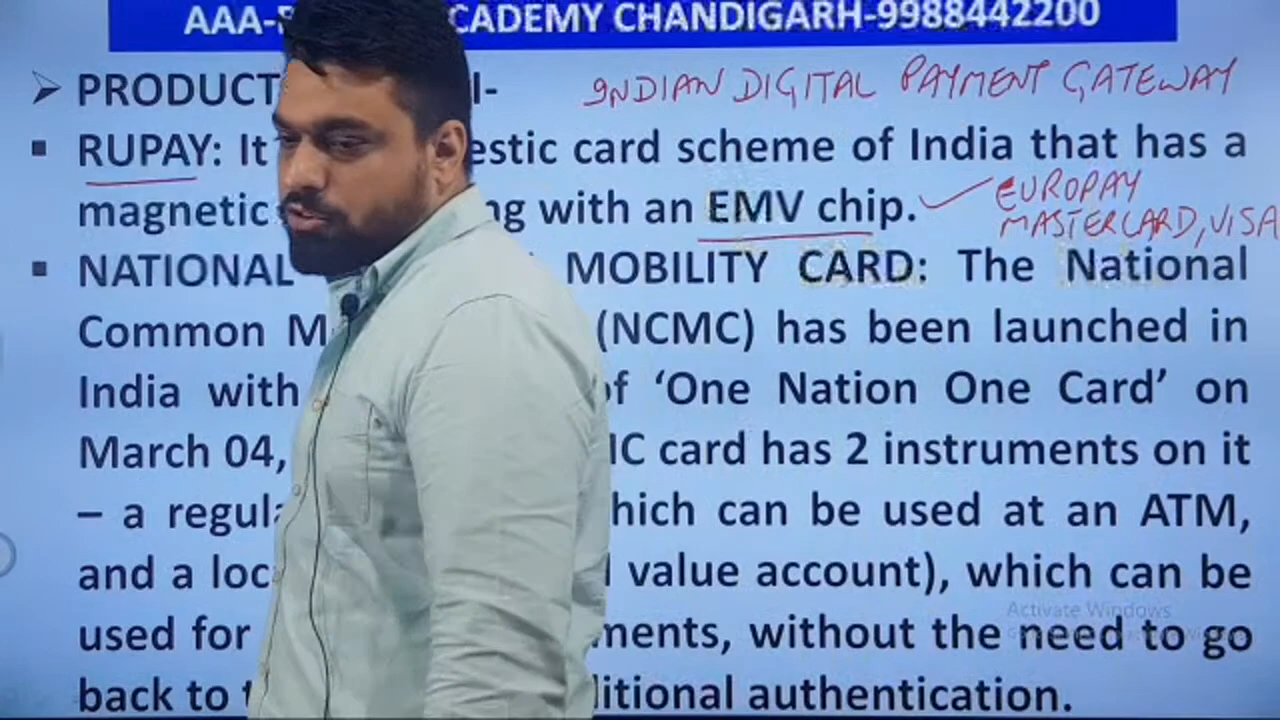 AAA- CADEMY CHANDIGARH-9988442200
PRODUCT I- INDIAN DIGITAL PAYMENT GATEWAY
RUPAY: It estic card scheme of India that has a
magnetic ng with an EMV chip. EUROPAY
MASTERCARD, VISA
NATIONAL MOBILITY CARD: The National
Common M (NCMC) has been launched in
India with of ‘One Nation One Card’ on
March 04, IC card has 2 instruments on it
– a regula hich can be used at an ATM,
and a loc l value account), which can be
Activate Windows
used for ments, without the need to go
back to t litional authentication.